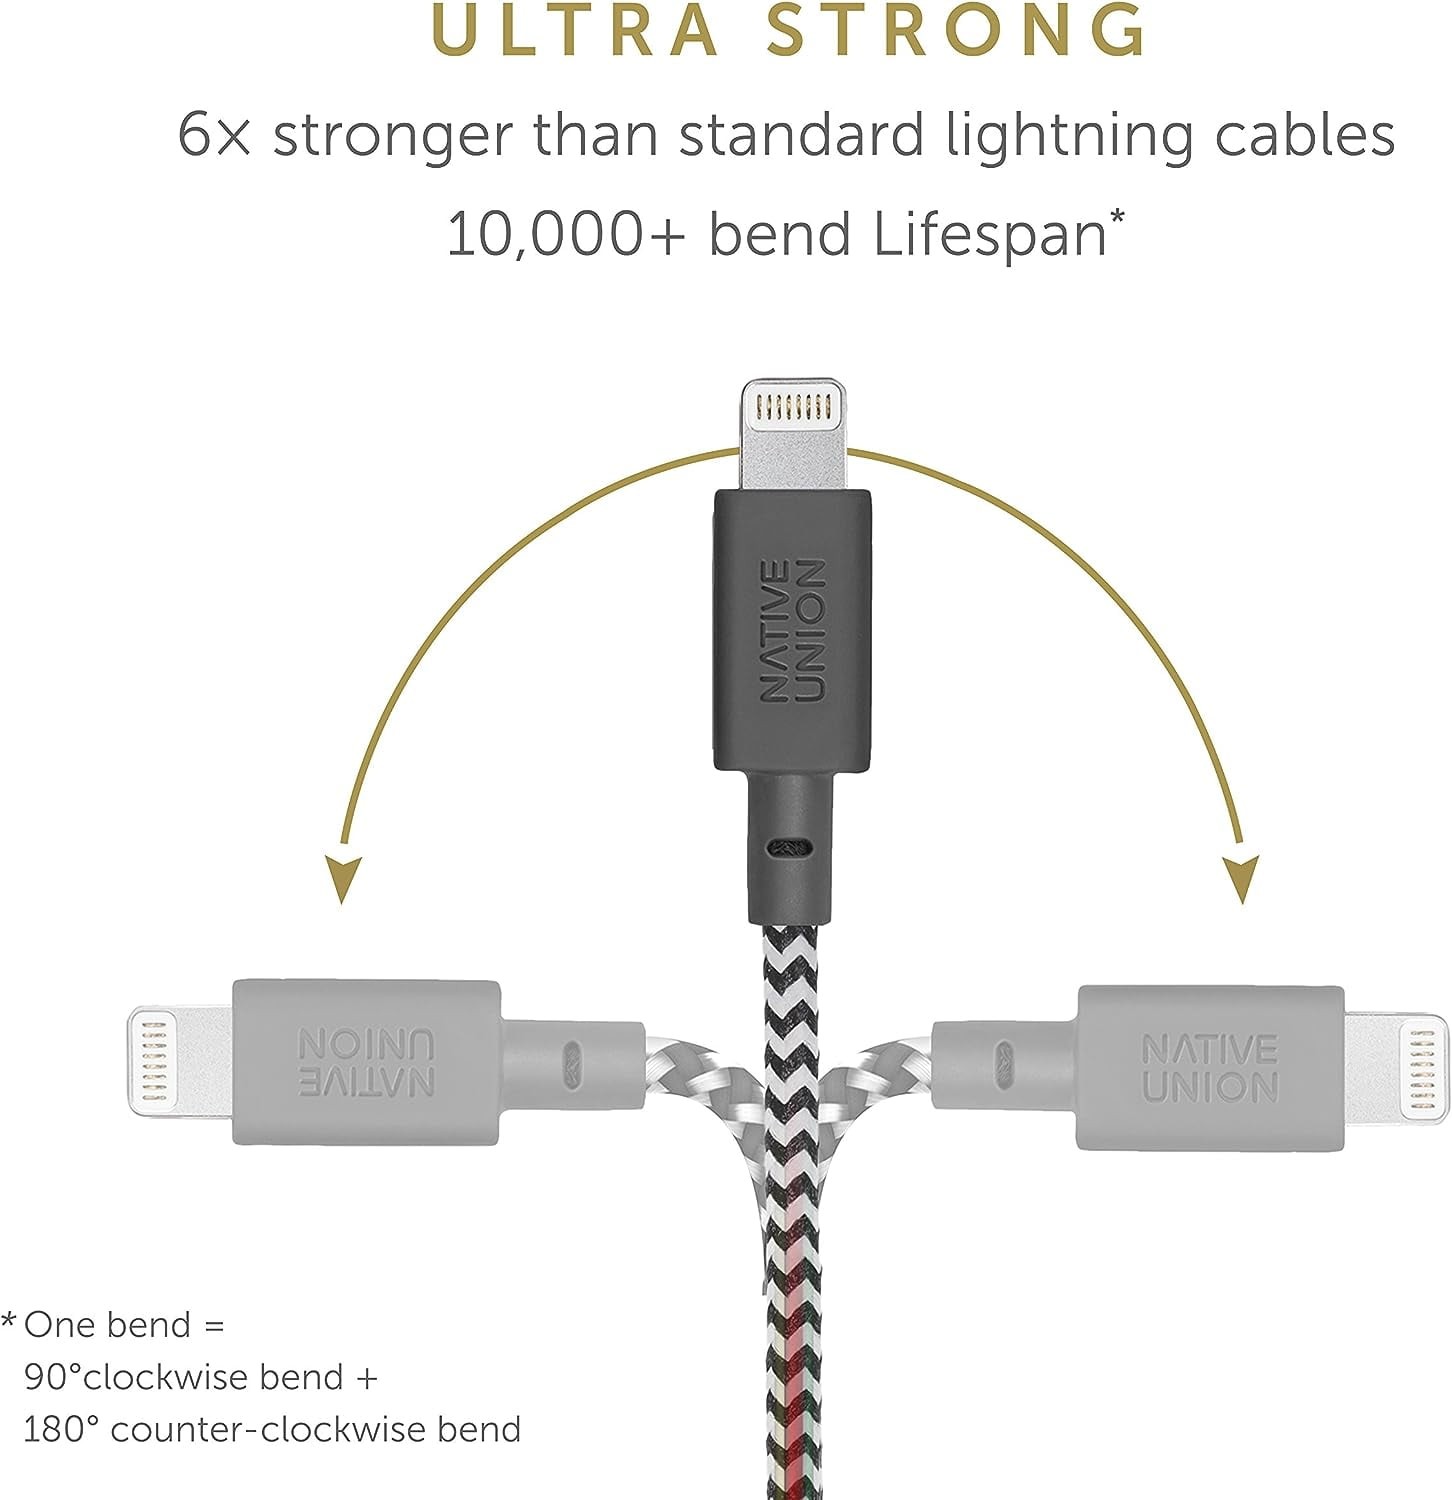 ULTRA STRONG
6x stronger than standard lightning cables
10,000+ bend Lifespan*
NATIVE
UNION
NATIVE
UNION
NATIVE
UNION
*One bend =
90°clockwise bend +
180° counter-clockwise bend